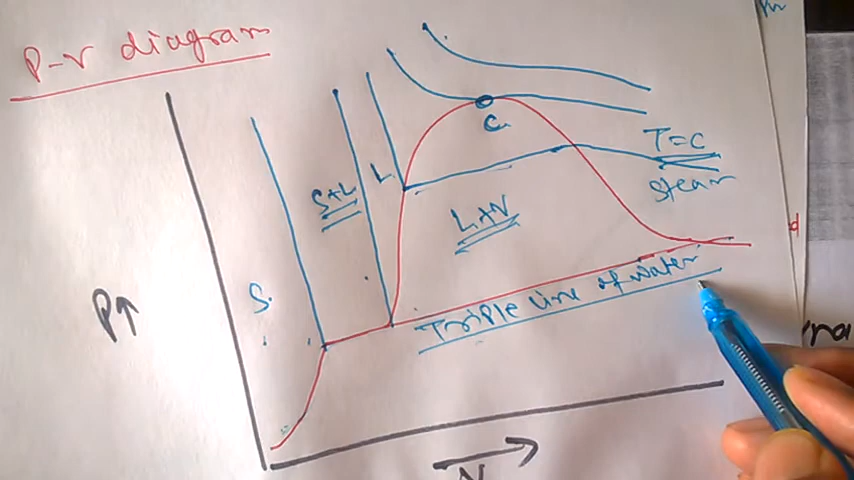 P-v diagram
T=c
steam
C
S+L
L
L+V
S.
P↑
Triple line of water
V